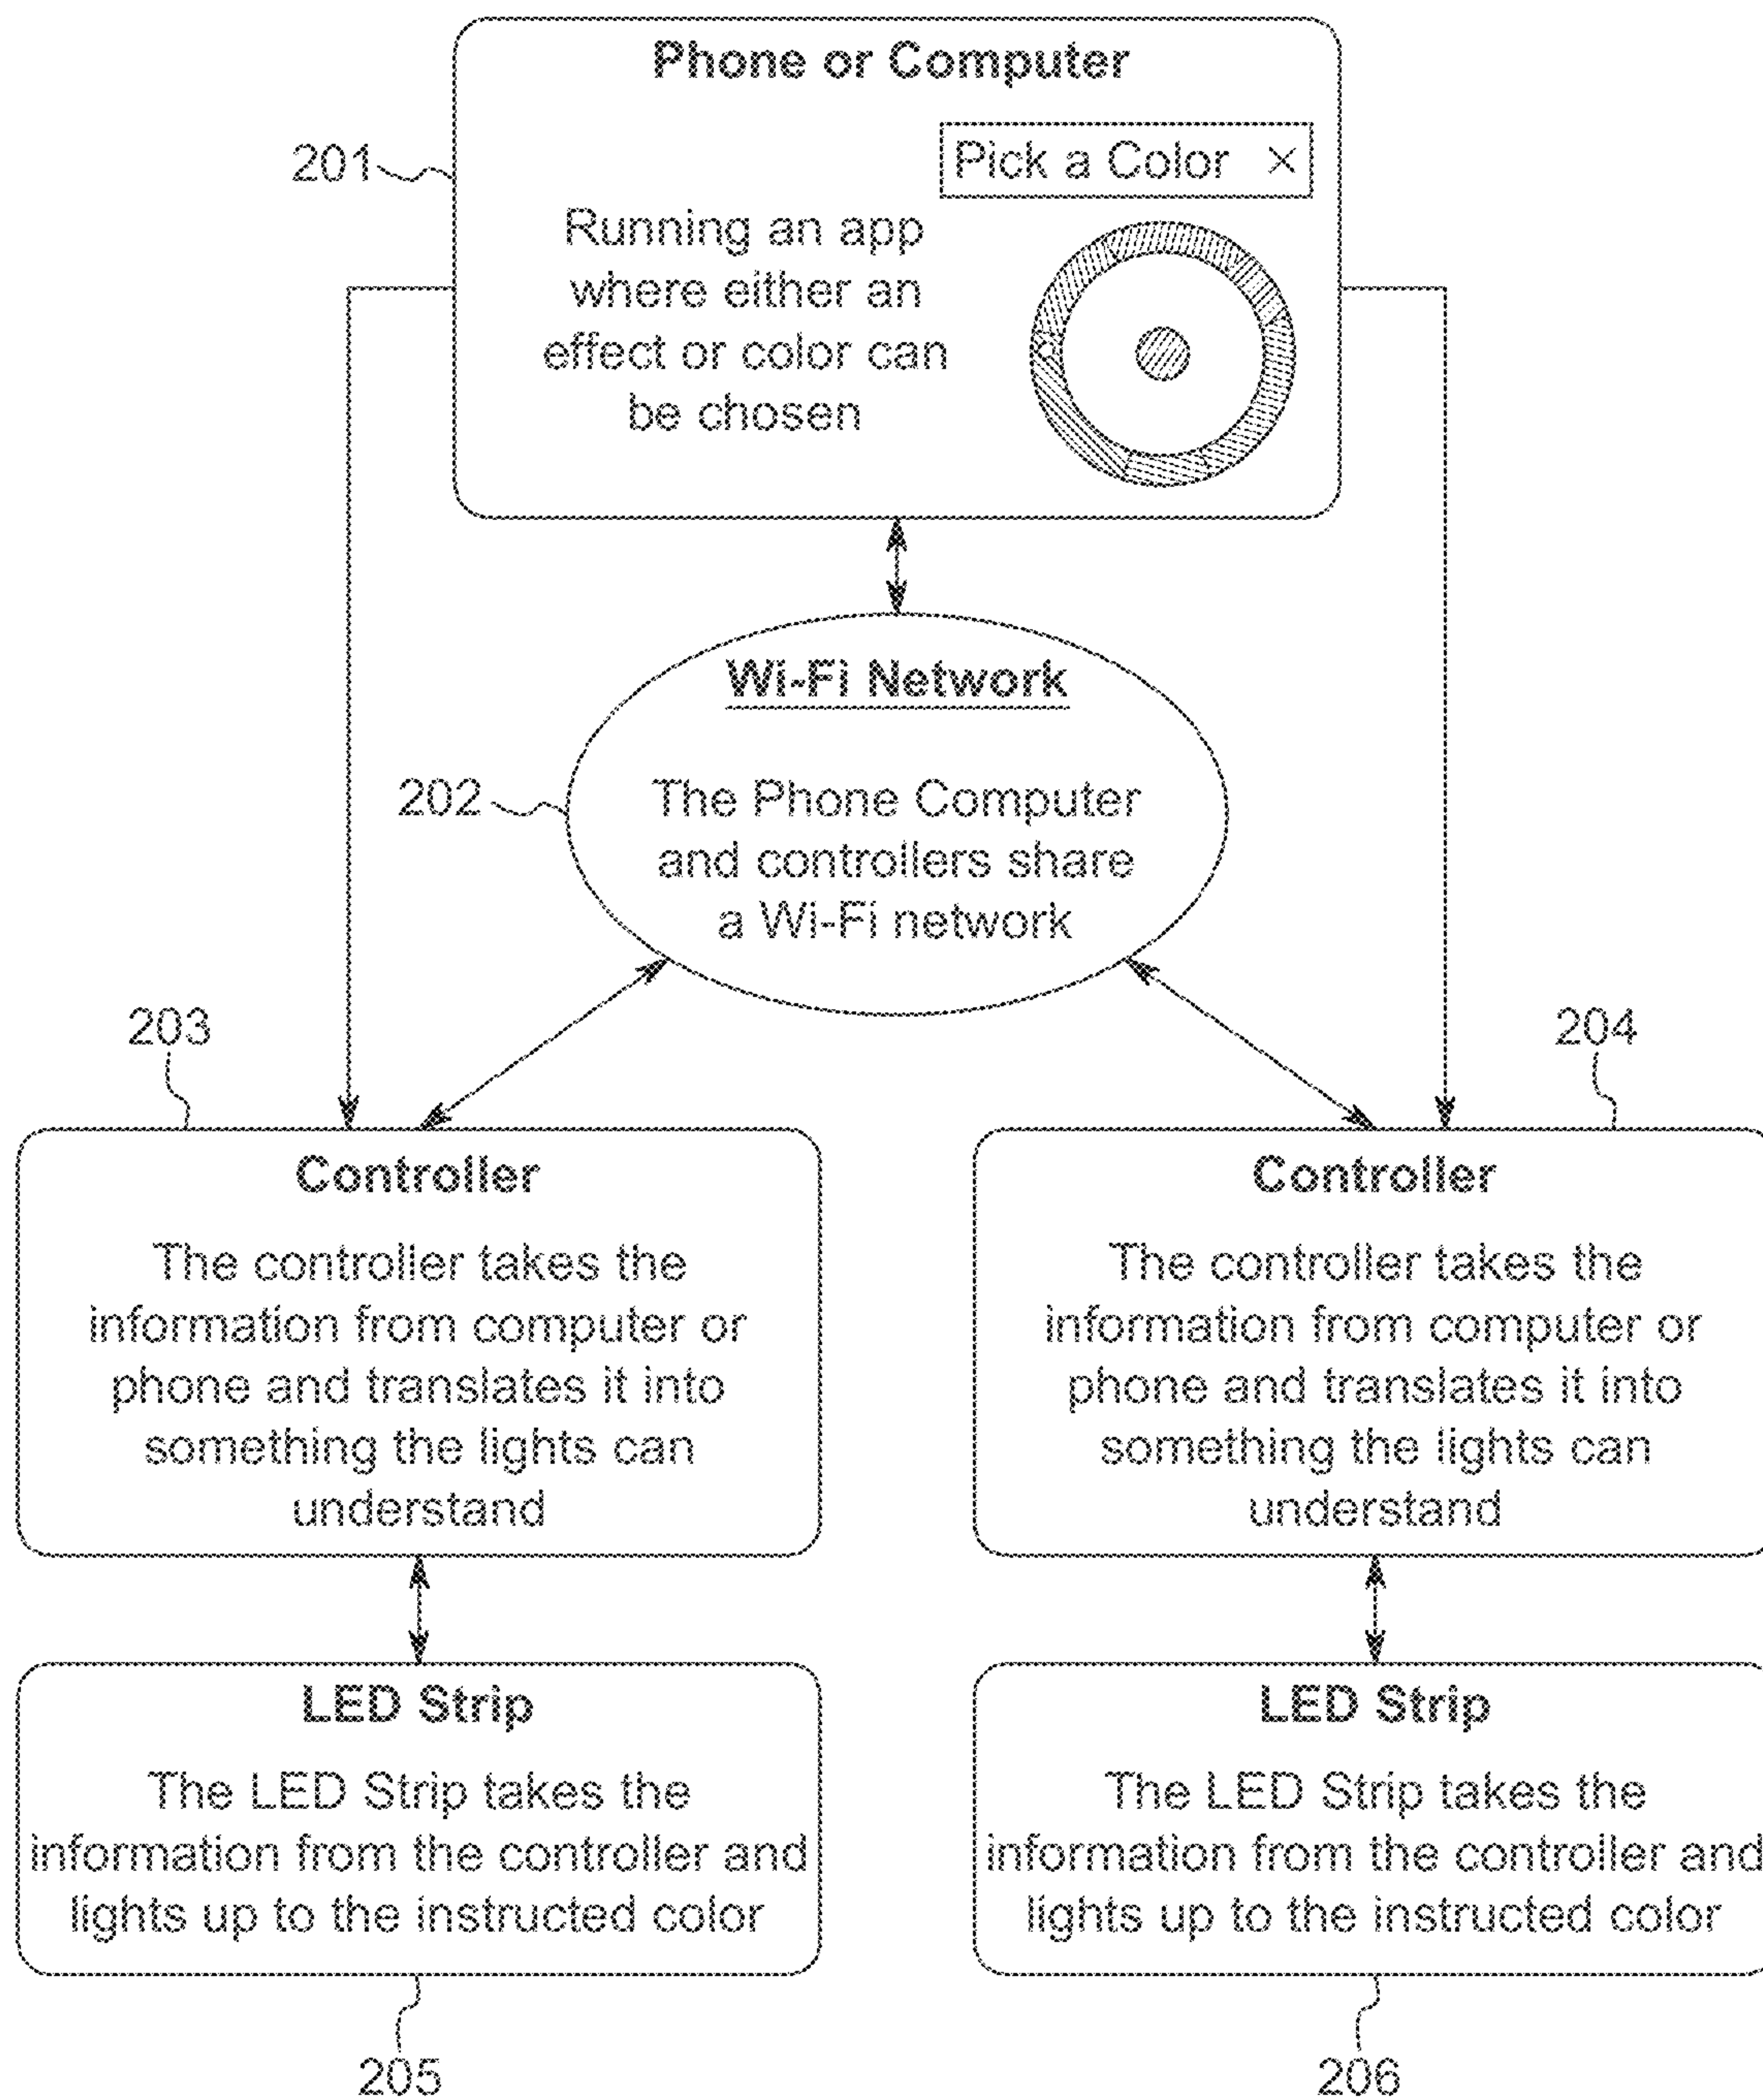 Phone or Computer
201
Pick a Color ×
Running an app
where either an
effect or color can
be chosen
Wi-Fi Network
202
The Phone Computer
and controllers share
a Wi-Fi network
203
204
Controller
The controller takes the
information from computer or
phone and translates it into
something the lights can
understand
Controller
The controller takes the
information from computer or
phone and translates it into
something the lights can
understand
LED Strip
The LED Strip takes the
information from the controller and
lights up to the instructed color
LED Strip
The LED Strip takes the
information from the controller and
lights up to the instructed color
205
206